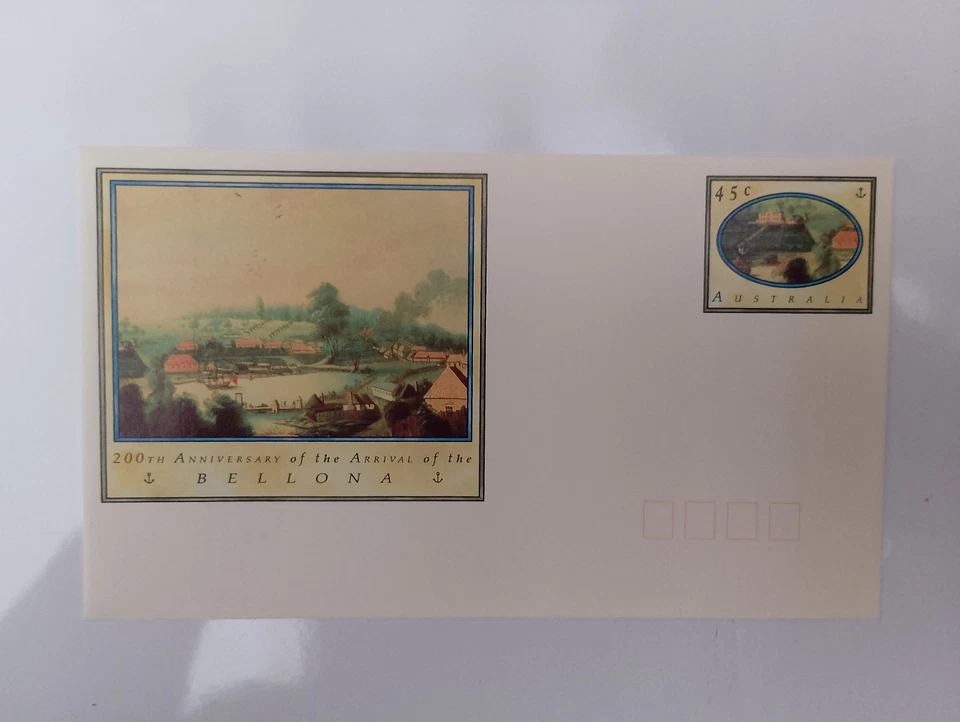 200TH ANNIVERSARY of the ARRIVAL of the
BELLONA
45c
AUSTRALIA